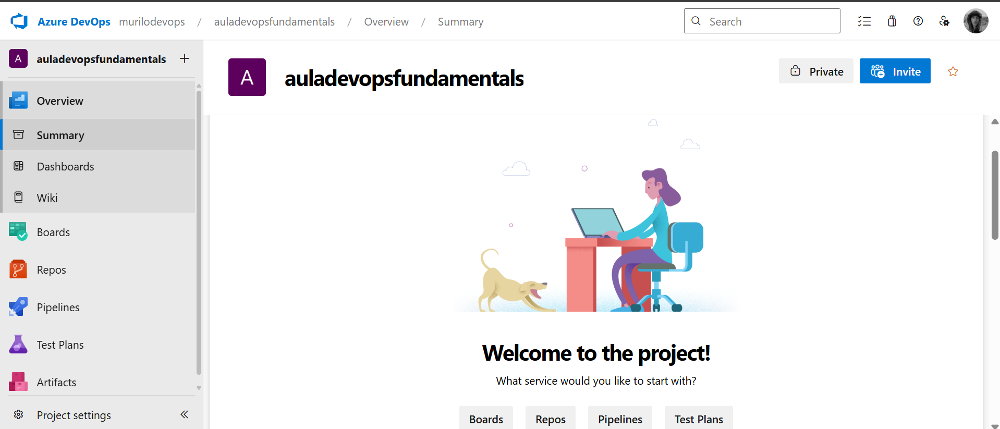 Azure DevOps murilodevops / auladevopsfundamentals / Overview / Summary
Search
A auladevopsfundamentals +
Overview
Summary
Dashboards
Wiki
Boards
Repos
Pipelines
Test Plans
Artifacts
Project settings
A auladevopsfundamentals
Private
Invite
Welcome to the project!
What service would you like to start with?
Boards Repos Pipelines Test Plans